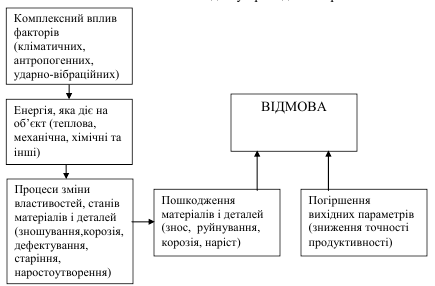 Комплексний вплив
факторів
(кліматичних,
антропогенних,
ударно-вібраційних)
Енергія, яка діє на
об’єкт (теплова,
механічна, хімічні та
інші)
ВІДМОВА
Процеси зміни
властивостей, станів
матеріалів і деталей
(зношування,корозія,
дефектування,
старіння,
наростоутворення)
Пошкодження
матеріалів і деталей
(знос,  руйнування,
корозія, наріст)
Погіршення
вихідних параметрів
(зниження точності
продуктивності)